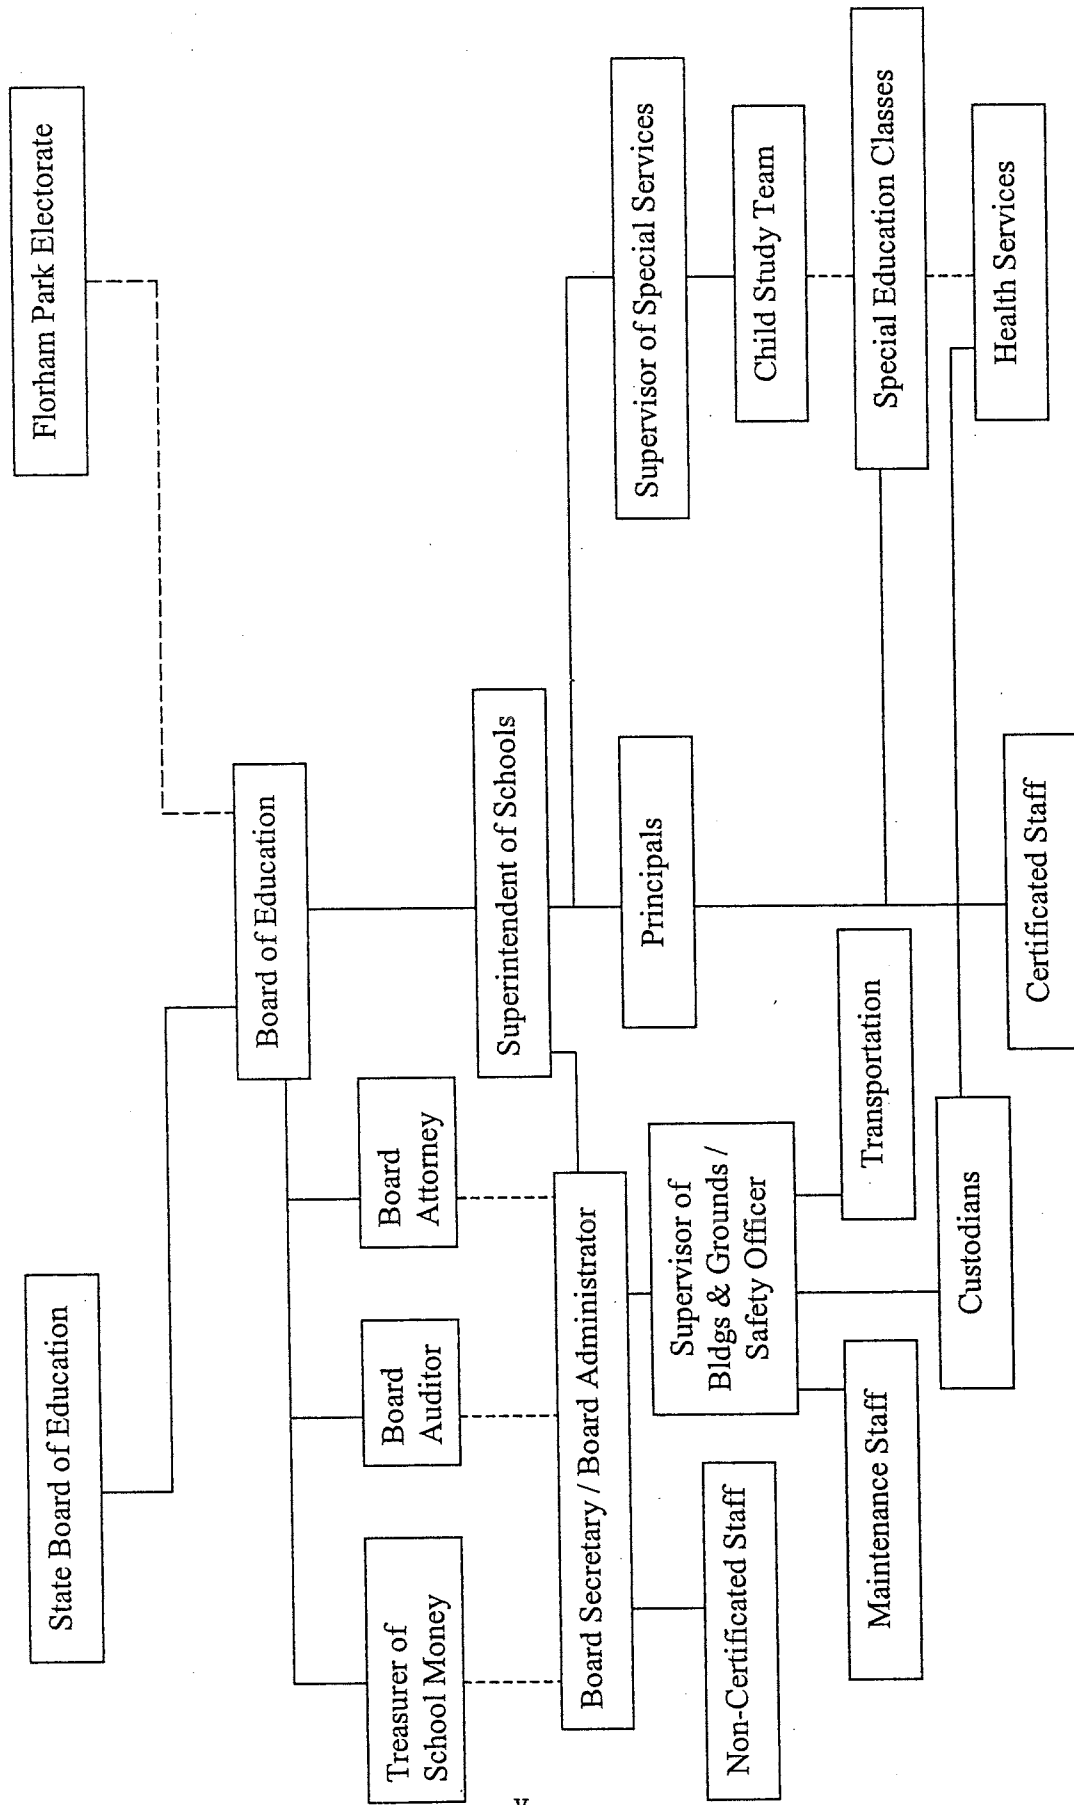 State Board of Education
Florham Park Electorate
Board of Education
Treasurer of
School Money
Board
Auditor
Board
Attorney
Superintendent of Schools
Board Secretary / Board Administrator
Principals
Supervisor of Special Services
Supervisor of
Bldgs & Grounds /
Safety Officer
Non-Certificated Staff
Child Study Team
Maintenance Staff
Transportation
Special Education Classes
Custodians
Health Services
Certificated Staff
v